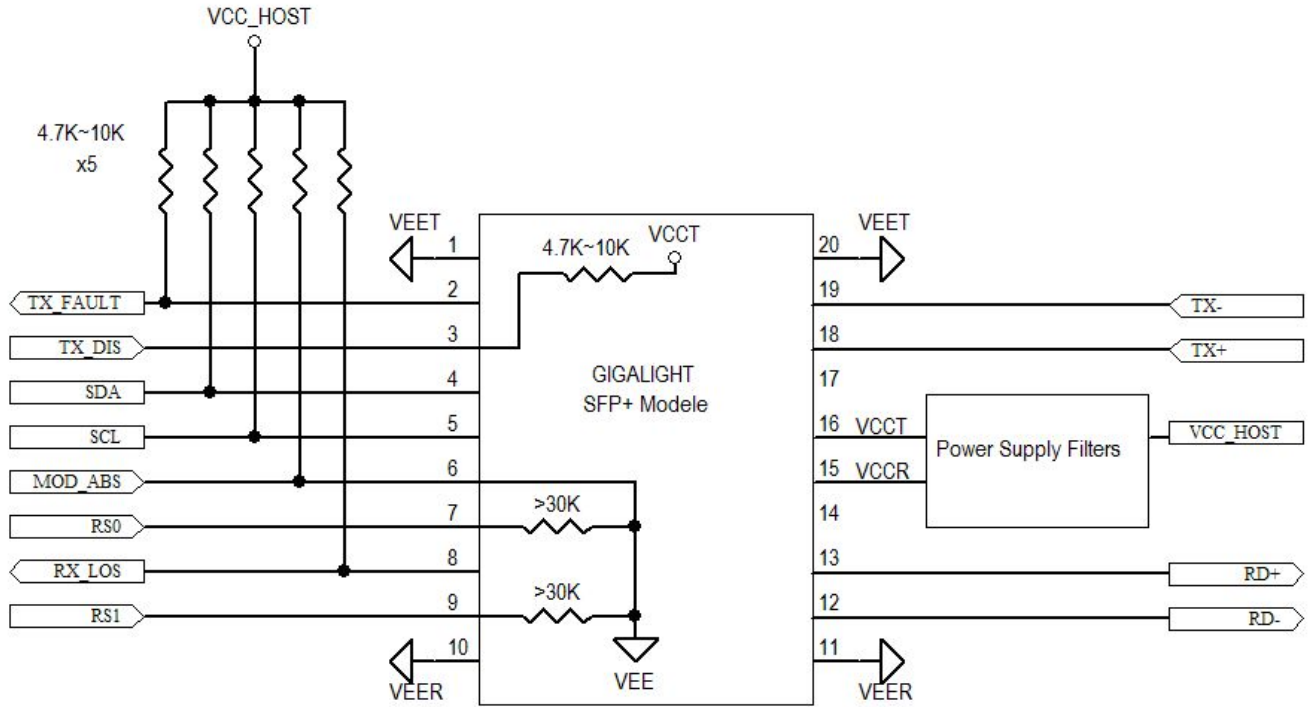 VCC_HOST
4.7K~10K
x5
VEET
1
4.7K~10K
VCCT
20
VEET
TX_FAULT
2
19
TX-
TX_DIS
3
18
TX+
SDA
4
GIGALIGHT
SFP+ Modele
17
SCL
5
16
VCCT
Power Supply Filters
VCC_HOST
MOD_ABS
6
15
VCCR
RS0
7
>30K
14
RX_LOS
8
13
RD+
RS1
9
>30K
12
RD-
10
VEER
VEE
11
VEER